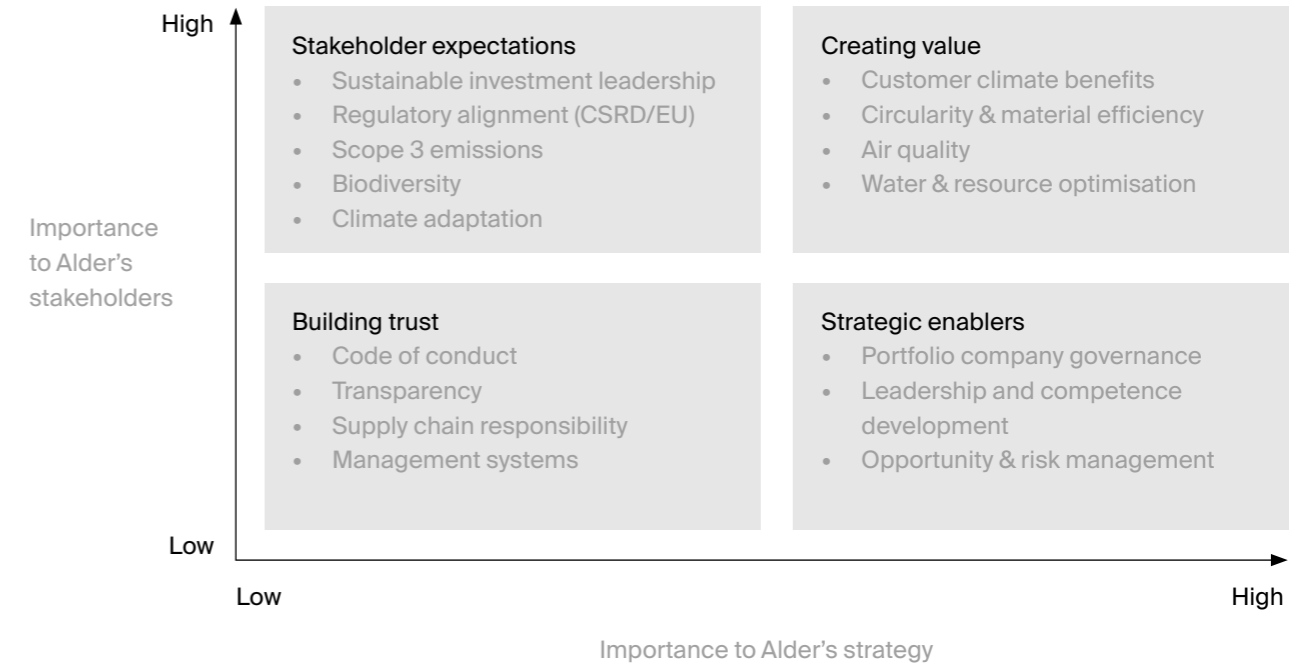 High
Stakeholder expectations
• Sustainable investment leadership
• Regulatory alignment (CSRD/EU)
• Scope 3 emissions
• Biodiversity
• Climate adaptation
Creating value
• Customer climate benefits
• Circularity & material efficiency
• Air quality
• Water & resource optimisation
Importance
to Alder’s
stakeholders
Building trust
• Code of conduct
• Transparency
• Supply chain responsibility
• Management systems
Strategic enablers
• Portfolio company governance
• Leadership and competence
development
• Opportunity & risk management
Low
Low
High
Importance to Alder’s strategy